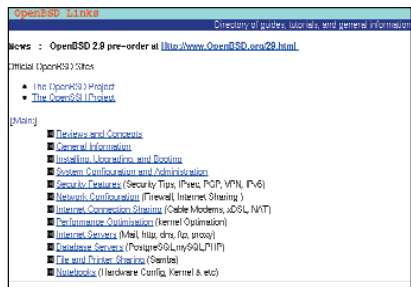 OpenBSD Links
Directory of guides, tutorials, and general information
News : OpenBSD 2.9 pre-order at http://www.OpenBSD.org/29.html
Official OpenBSD Sites
The OpenBSD Project
The OpenSSH Project
[Main:]
Reviews and Concepts
General Information
Installing, Upgrading, and Booting
System Configuration and Administration
Security Features (Security Tips, IPsec, PGP, VPN, IPv6)
Network Configuration (Firewall, Internet Sharing )
Internet Connection Sharing (Cable Modems, xDSL, NAT)
Performance Optimisation (kernel Optimation)
Internet Servers (Mail, http, dns, ftp, proxy)
Database Servers (PostgreSQL,mySQL,PHP)
File and Printer Sharing (Samba)
Notebooks (Hardware Config, Kernel & etc)